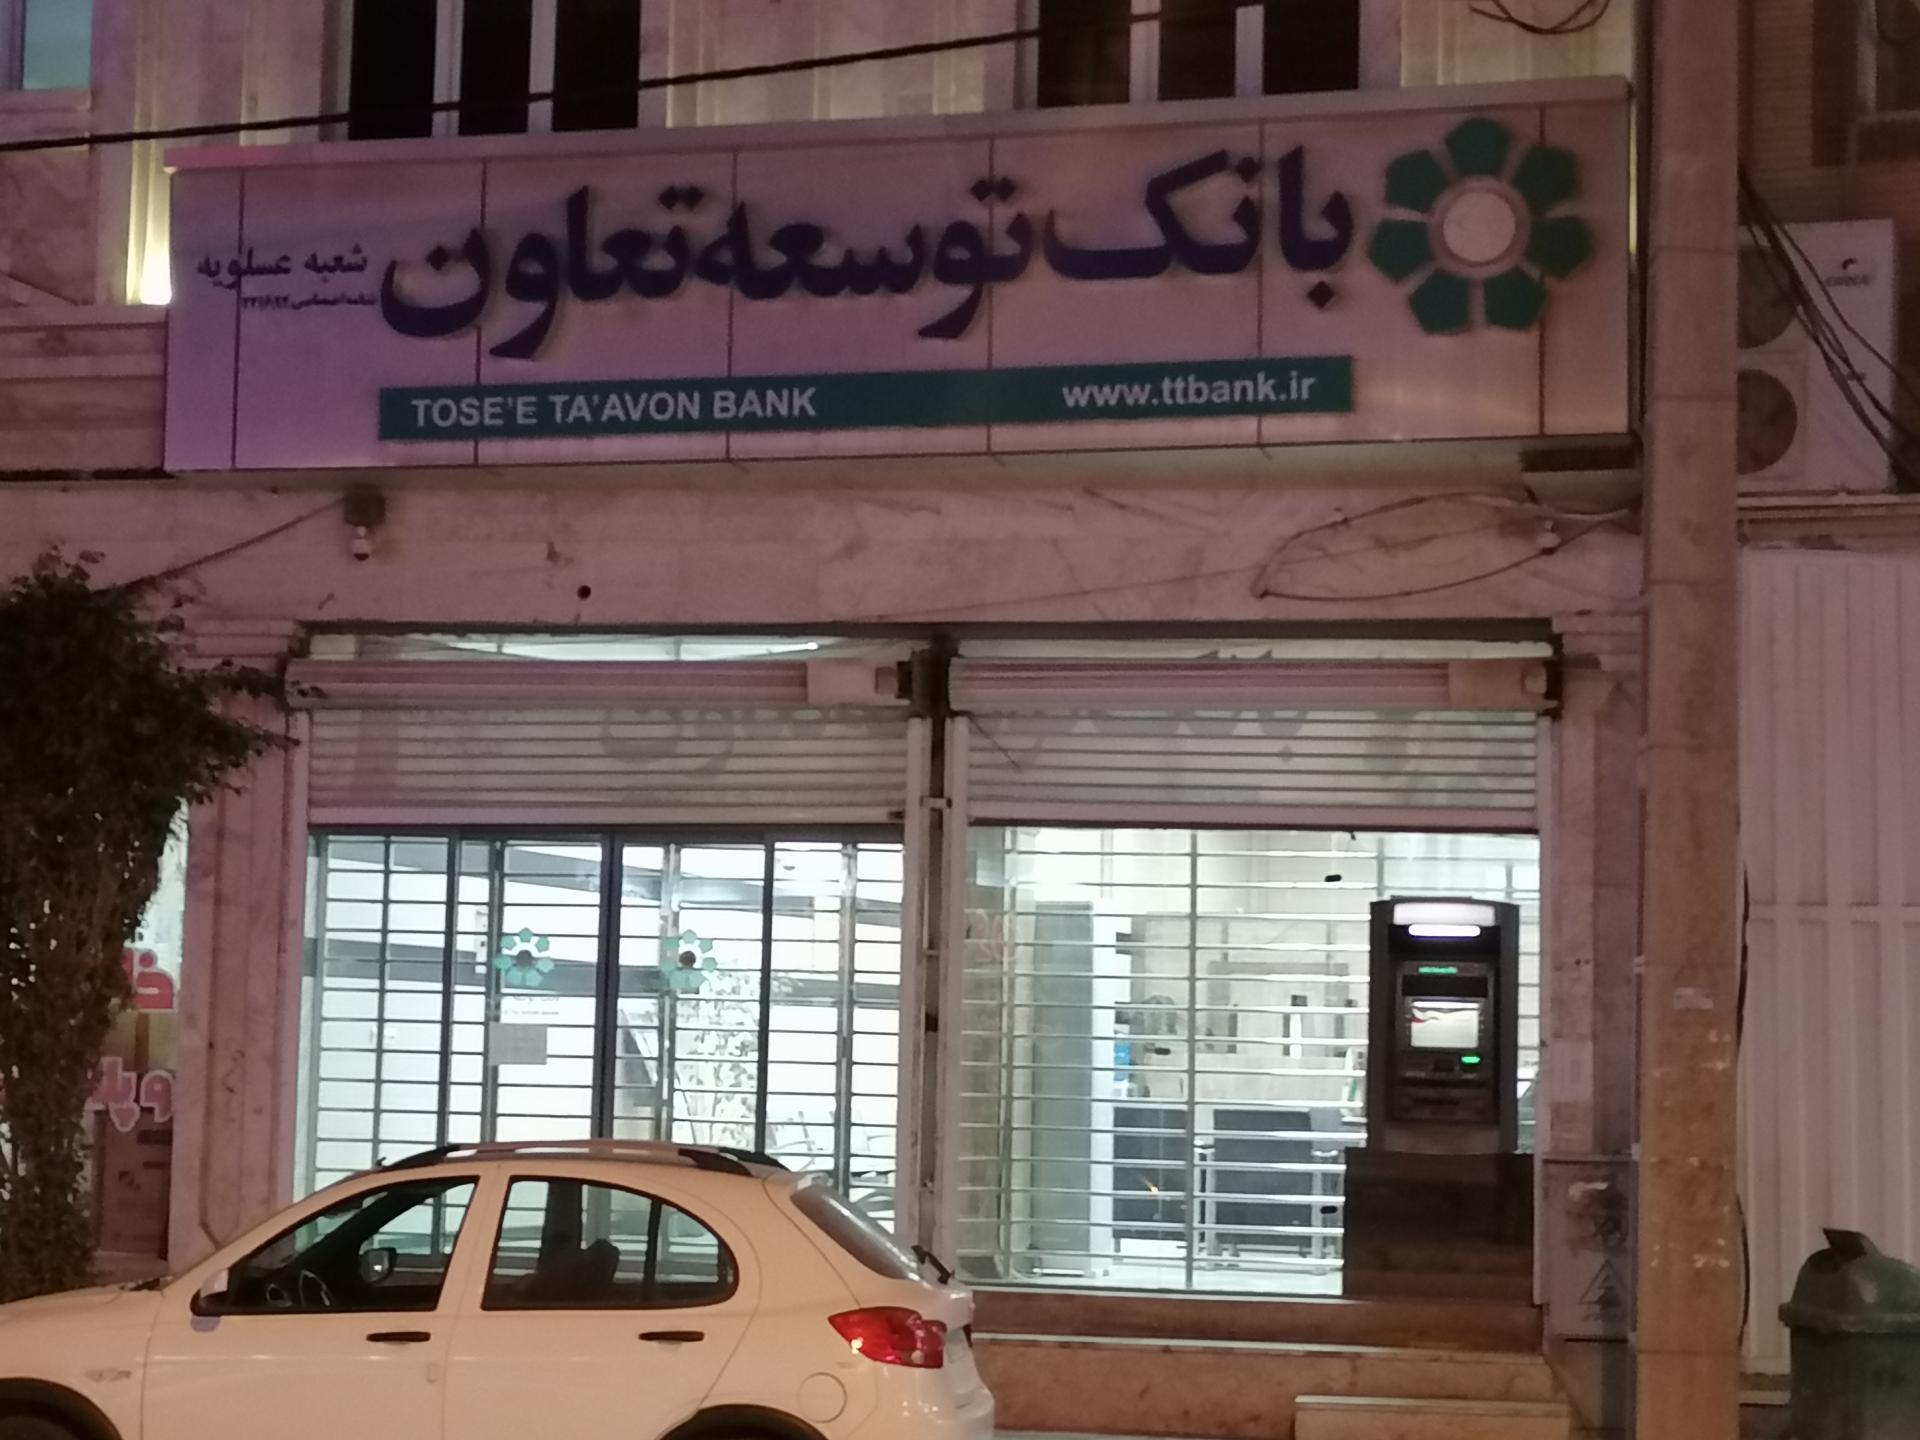 بانک توسعه تعاون
شعبه عسلویه
TOSE'E TA'AVON BANK
www.ttbank.ir